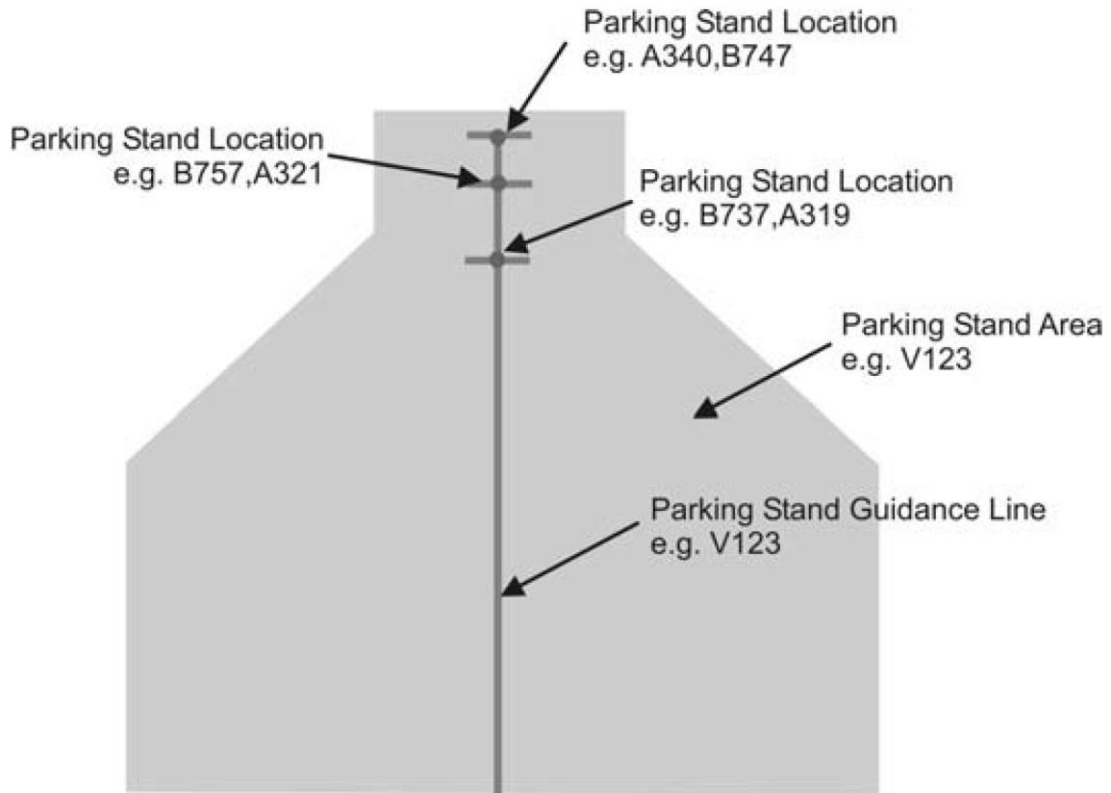 Parking Stand Location
e.g. A340,B747
Parking Stand Location
e.g. B757,A321
Parking Stand Location
e.g. B737,A319
Parking Stand Area
e.g. V123
Parking Stand Guidance Line
e.g. V123